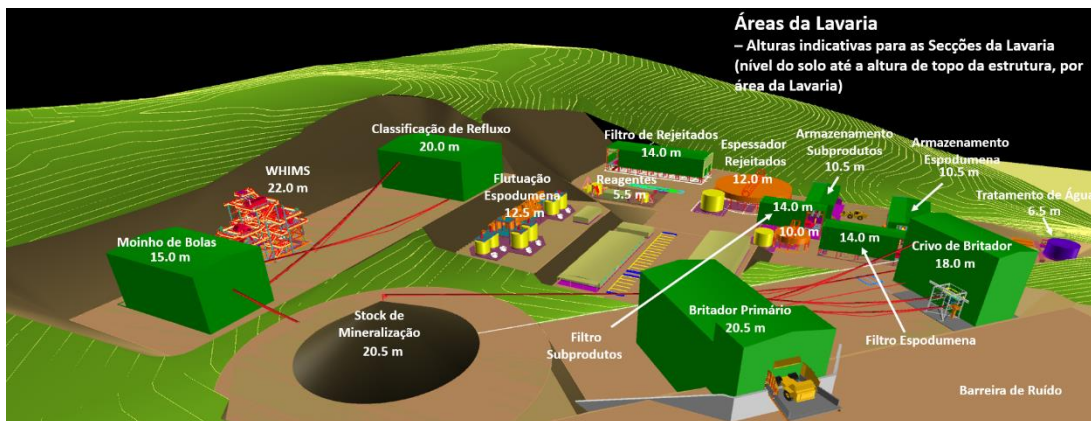 Áreas da Lavaria
– Alturas indicativas para as Secções da Lavaria
(nível do solo até a altura de topo da estrutura, por
área da Lavaria)
Classificação de Refluxo
20.0 m
Filtro de Rejeitados
14.0 m
Espessador
Rejeitados
12.0 m
Armazenamento
Subprodutos
10.5 m
Armazenamento
Espodumena
10.5 m
WHIMS
22.0 m
Flutuação
Espodumena
12.5 m
Reagentes
5.5 m
Tratamento de Água
6.5 m
14.0 m
10.0 m
14.0 m
Moinho de Bolas
15.0 m
Crivo de Britador
18.0 m
Stock de
Mineralização
20.5 m
Filtro
Subprodutos
Britador Primário
20.5 m
Filtro Espodumena
Barreira de Ruído